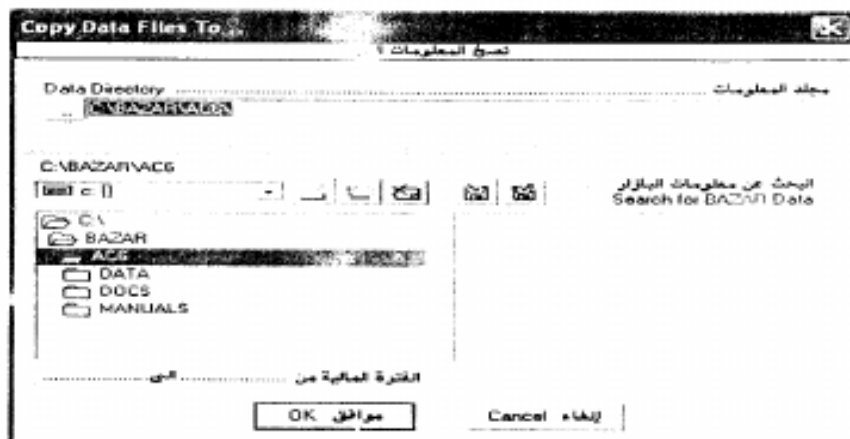 Copy Data Files To
نسخ المعلومات ؟
Data Directory ........ مجلد المعلومات
... C:\BAZAR\AC6\
C:\BAZAR\AC6
c: []
البحث عن معلومات البازار
Search for BAZAR Data
C:\
BAZAR
AC6
DATA
DOCS
MANUALS
الفترة المالية من ........ الى ........
موافق OK
إلغاء Cancel